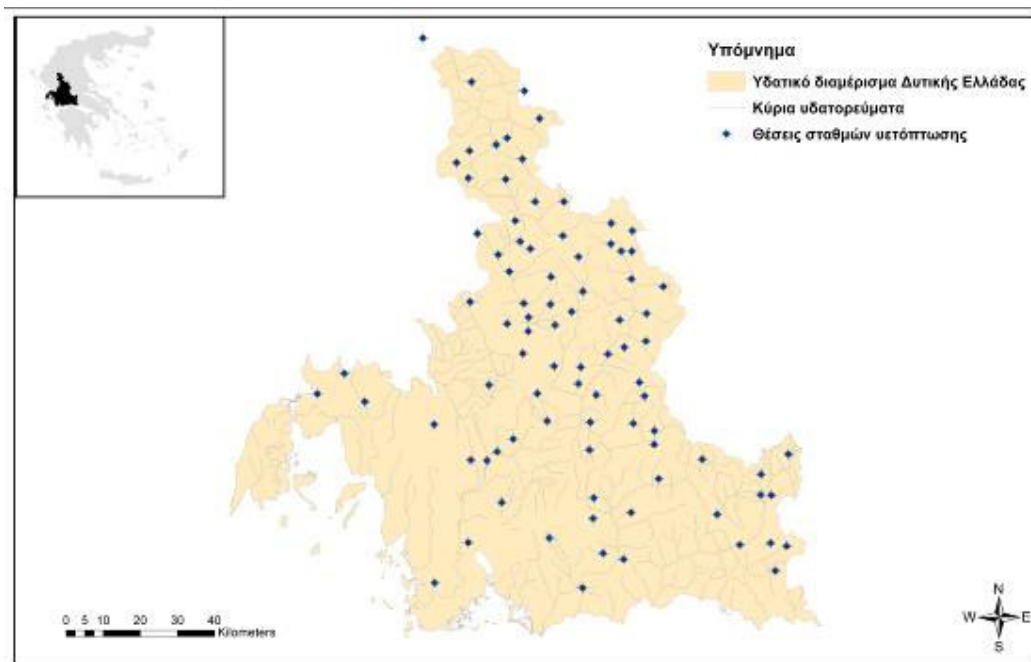 Υπόμνημα
Υδατικό διαμέρισμα Δυτικής Ελλάδας
Κύρια υδατορεύματα
Θέσεις σταθμών υετόπτωσης
N
W E
S
0 5 10 20 30 40
Kilometers